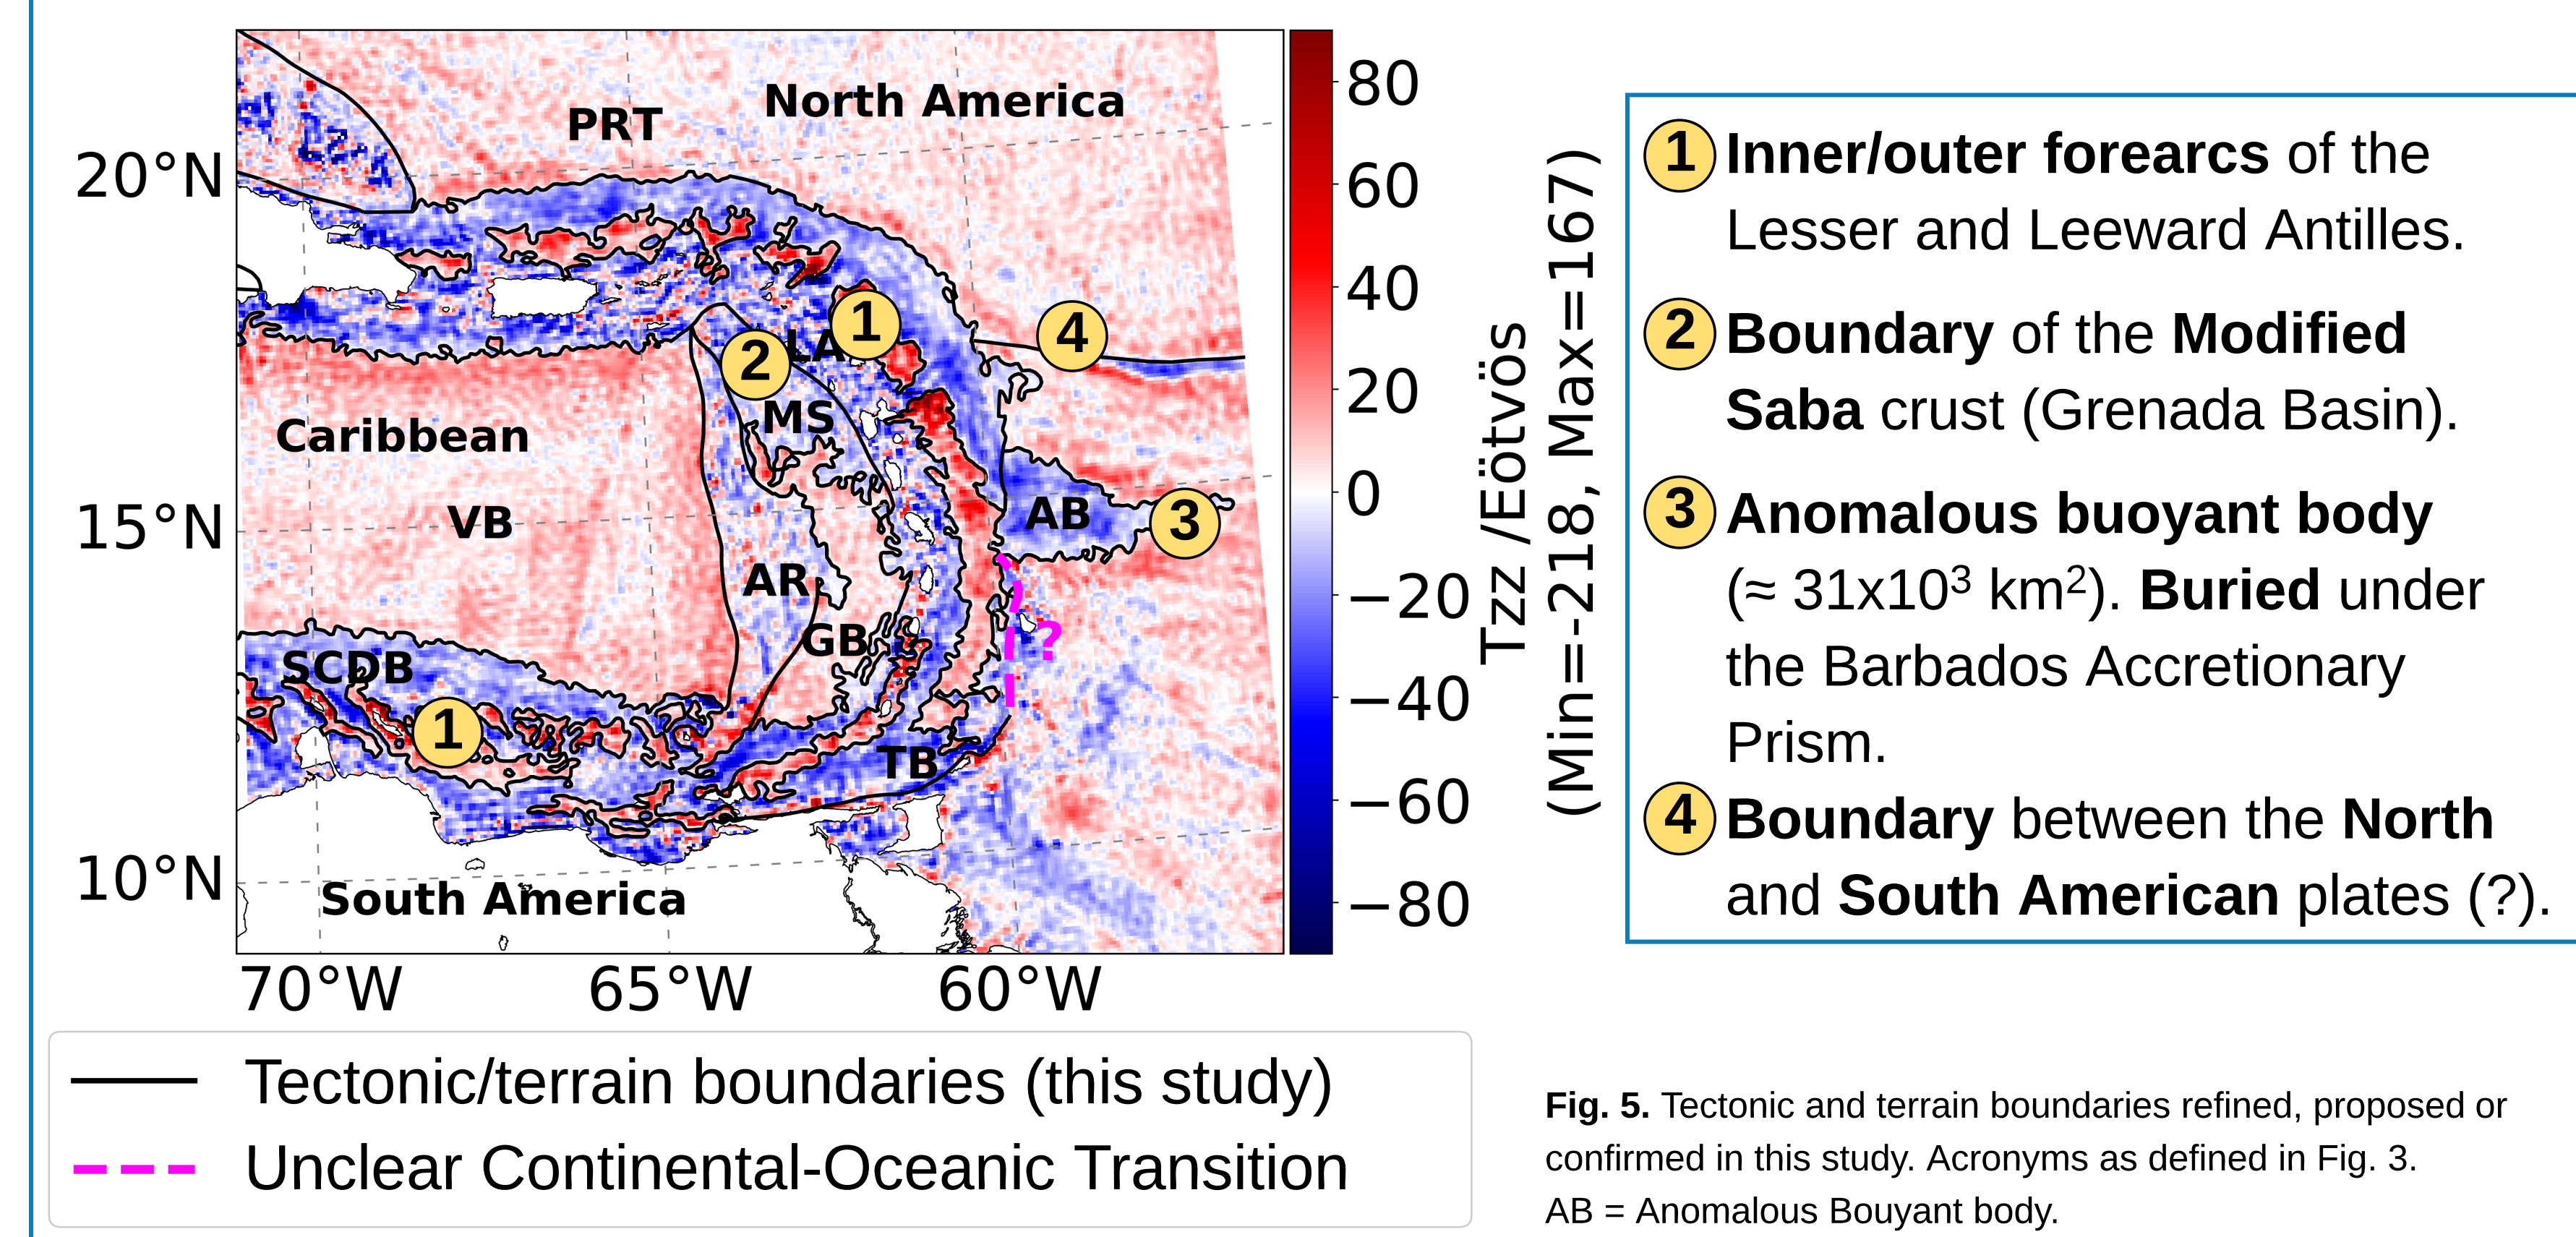 20°N
15°N
10°N
70°W
65°W
60°W
North America
PRT
1
4
2
LA
MS
Caribbean
VB
AB
3
AR
GB
?
SCDB
1
TB
South America
80
60
40
20
0
−20
−40
−60
−80
Tzz /Eötvös
(Min=-218, Max=167)
1 Inner/outer forearcs of the
Lesser and Leeward Antilles.
2 Boundary of the Modified
Saba crust (Grenada Basin).
3 Anomalous buoyant body
(≈ 31x10³ km²). Buried under
the Barbados Accretionary
Prism.
4 Boundary between the North
and South American plates (?).
Tectonic/terrain boundaries (this study)
Unclear Continental-Oceanic Transition
Fig. 5. Tectonic and terrain boundaries refined, proposed or
confirmed in this study. Acronyms as defined in Fig. 3.
AB = Anomalous Bouyant body.